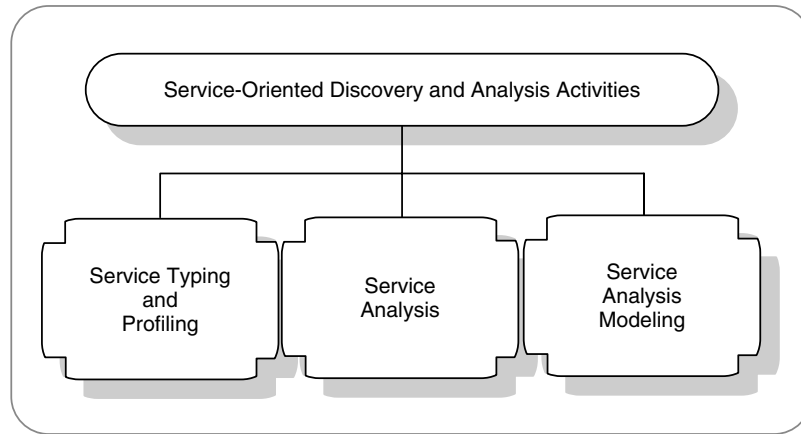 Service-Oriented Discovery and Analysis Activities
Service Typing
and
Profiling
Service
Analysis
Service
Analysis
Modeling